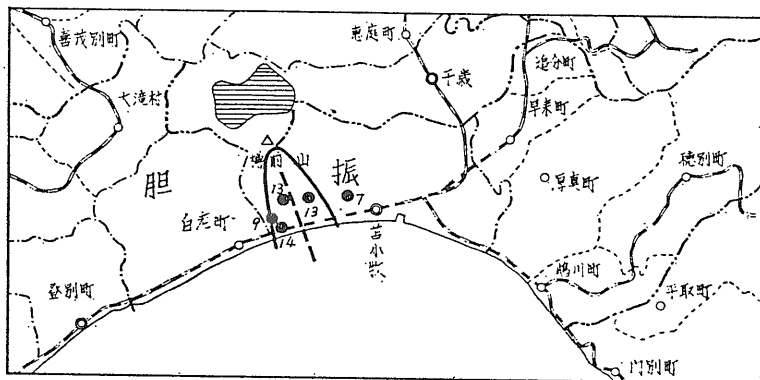 喜茂別町
恵庭町
追分町
千歳
大滝村
早来町
樽前山
胆
振
穂別町
厚真町
13
13
7
9
14
白老町
苫小牧
鵡川町
平取町
登別町
門別町